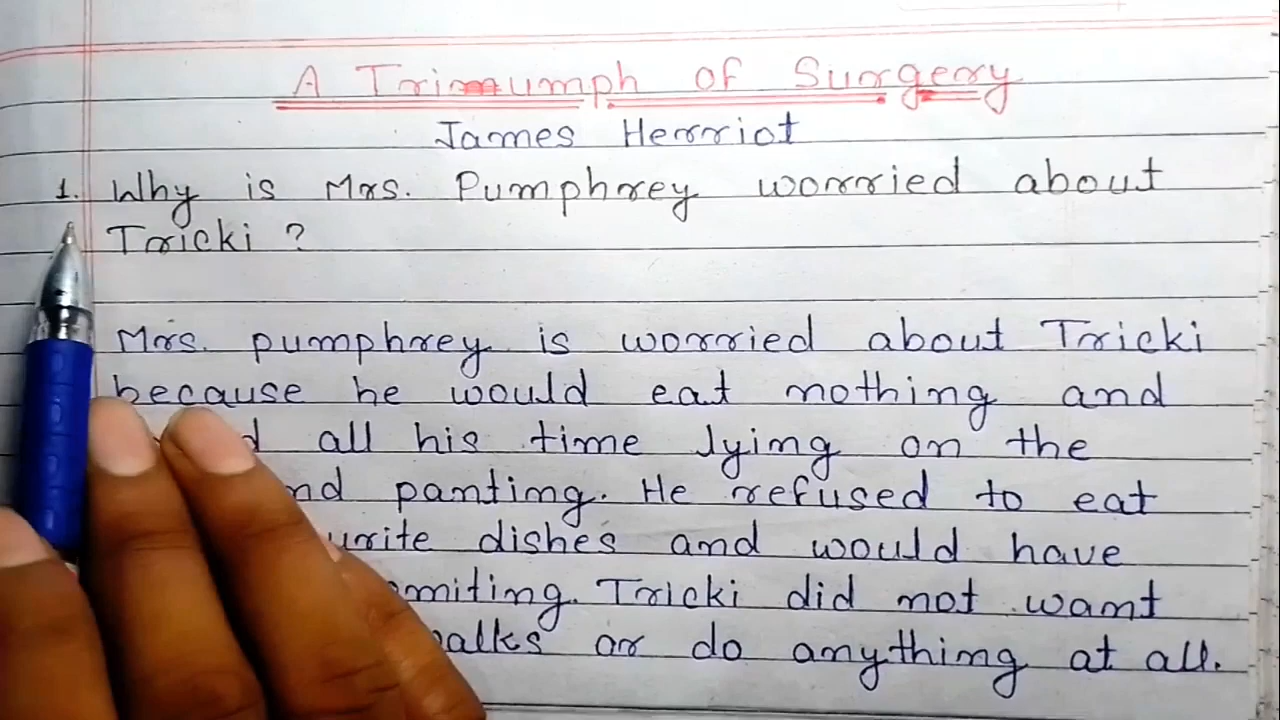 A Triumph of Surgery
James Herriot
1. Why is Mrs. Pumphrey worried about
Tricki ?
Mrs. pumphrey is worried about Tricki
because he would eat nothing and
all his time lying on the
panting. He refused to eat
dishes and would have
Tricki did not want
or do anything at all.